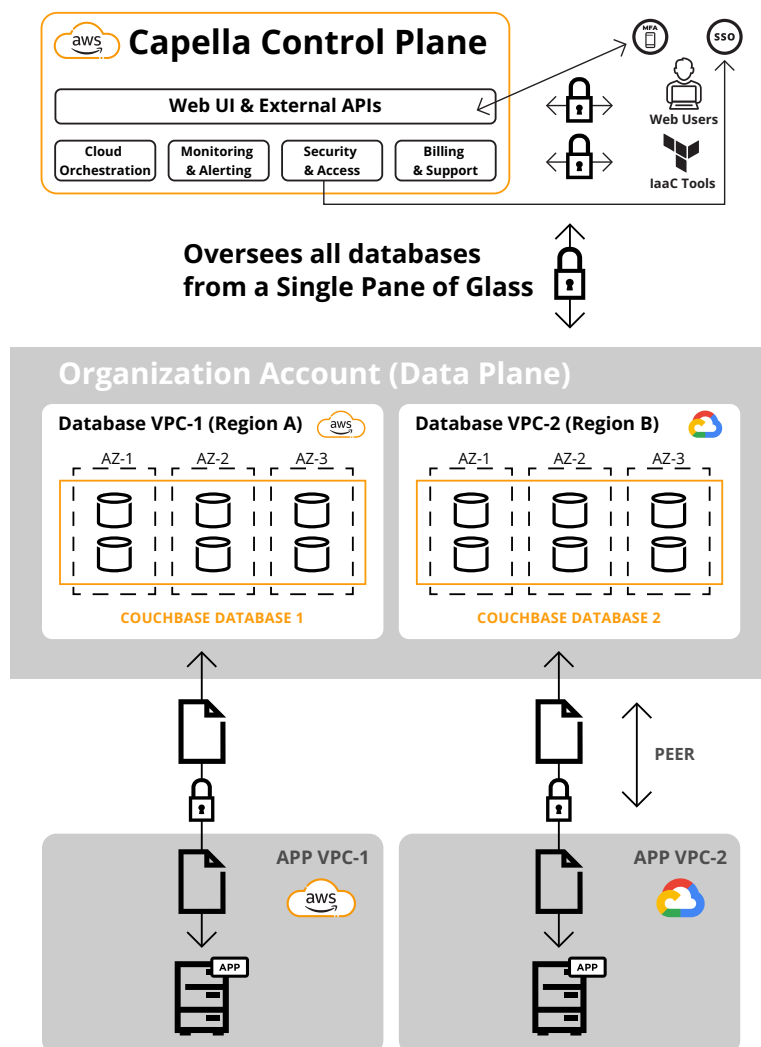 aws
Capella Control Plane
MFA
SSO
Web UI & External APIs
Web Users
Cloud
Orchestration
Monitoring
& Alerting
Security
& Access
Billing
& Support
IaaC Tools
Oversees all databases
from a Single Pane of Glass
Organization Account (Data Plane)
Database VPC-1 (Region A)
aws
AZ-1
AZ-2
AZ-3
COUCHBASE DATABASE 1
Database VPC-2 (Region B)
AZ-1
AZ-2
AZ-3
COUCHBASE DATABASE 2
PEER
APP VPC-1
aws
APP
APP VPC-2
APP